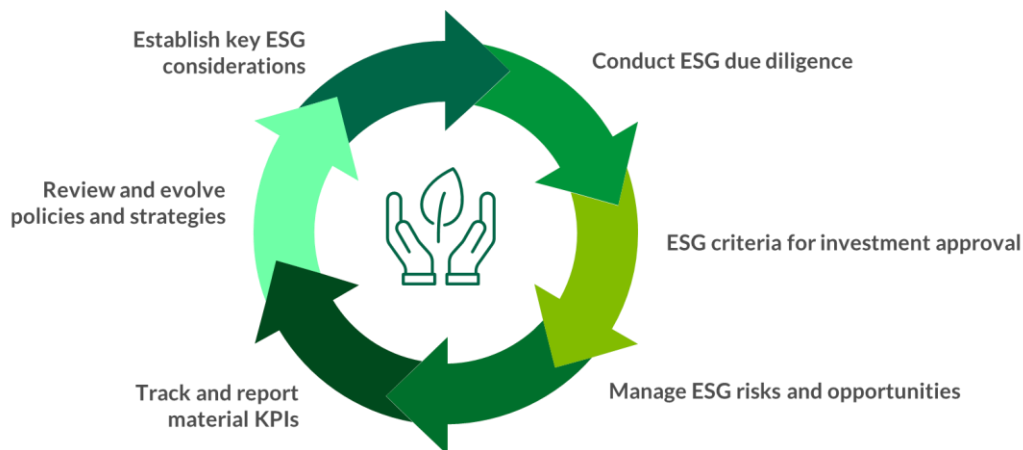 Establish key ESG
considerations
Conduct ESG due diligence
ESG criteria for investment approval
Manage ESG risks and opportunities
Track and report
material KPIs
Review and evolve
policies and strategies